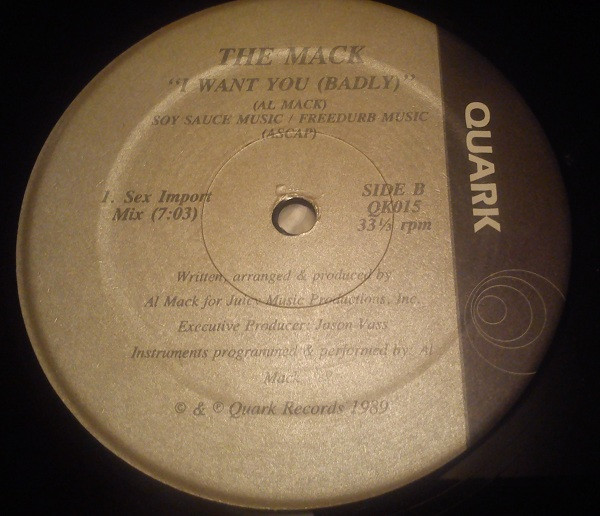 THE MACK
"I WANT YOU (BADLY)"
(AL MACK)
SOY SAUCE MUSIC / FREEDURB MUSIC
(ASCAP)
1. Sex Import
Mix (7:03)
SIDE B
QK015
33⅓ rpm
Written, arranged & produced by
Al Mack for Juicy Music Productions, Inc.
Executive Producer: Jason Vass
Instruments programmed & performed by: Al
Mack
© & © Quark Records 1989
QUARK